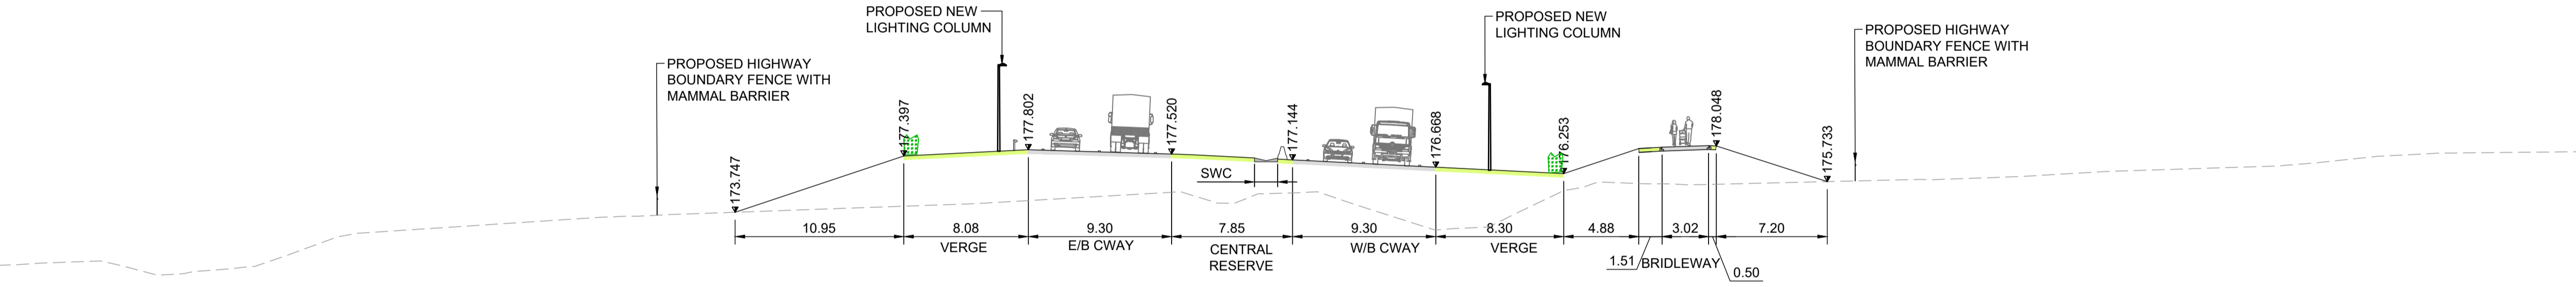 PROPOSED NEW
LIGHTING COLUMN
PROPOSED NEW
LIGHTING COLUMN
PROPOSED HIGHWAY
BOUNDARY FENCE WITH
MAMMAL BARRIER
PROPOSED HIGHWAY
BOUNDARY FENCE WITH
MAMMAL BARRIER
173.747
177.397
177.802
177.520
177.144
176.668
176.253
178.048
175.733
SWC
10.95
8.08
9.30
7.85
9.30
8.30
4.88
3.02
7.20
VERGE
E/B CWAY
CENTRAL
RESERVE
W/B CWAY
VERGE
1.51
BRIDLEWAY
0.50